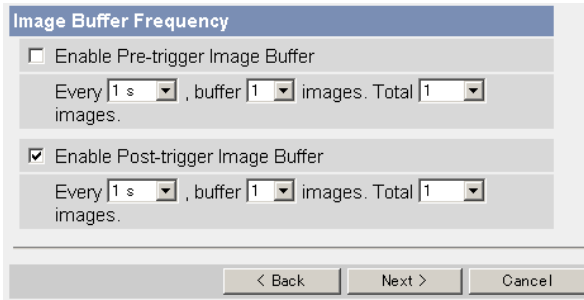 Image Buffer Frequency
Enable Pre-trigger Image Buffer
Every 1 s , buffer 1 images. Total 1
images.
Enable Post-trigger Image Buffer
Every 1 s , buffer 1 images. Total 1
images.
< Back Next > Cancel